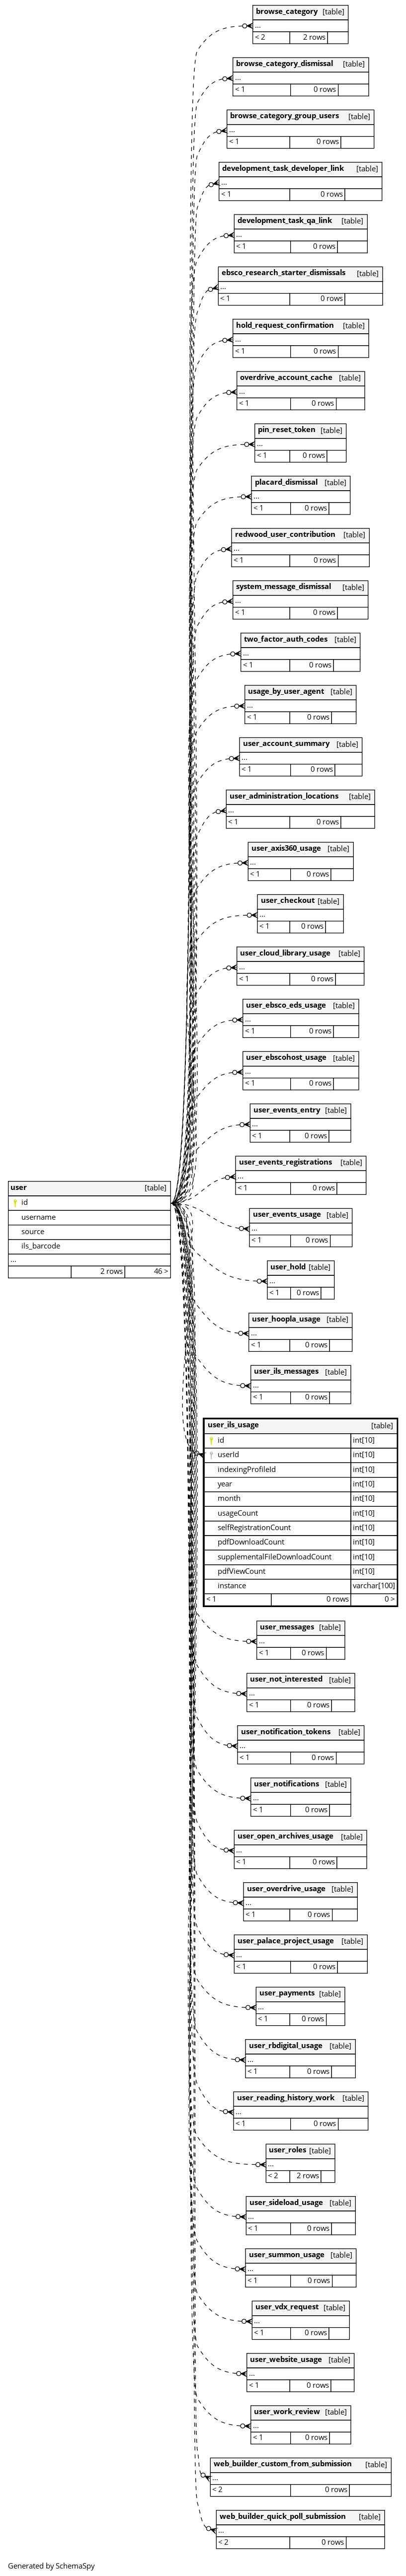 browse_category [table]
...
< 2 2 rows
browse_category_dismissal [table]
...
< 1 0 rows
browse_category_group_users [table]
...
< 1 0 rows
development_task_developer_link [table]
...
< 1 0 rows
development_task_qa_link [table]
...
< 1 0 rows
ebsco_research_starter_dismissals [table]
...
< 1 0 rows
hold_request_confirmation [table]
...
< 1 0 rows
overdrive_account_cache [table]
...
< 1 0 rows
pin_reset_token [table]
...
< 1 0 rows
placard_dismissal [table]
...
< 1 0 rows
redwood_user_contribution [table]
...
< 1 0 rows
system_message_dismissal [table]
...
< 1 0 rows
two_factor_auth_codes [table]
...
< 1 0 rows
usage_by_user_agent [table]
...
< 1 0 rows
user_account_summary [table]
...
< 1 0 rows
user_administration_locations [table]
...
< 1 0 rows
user_axis360_usage [table]
...
< 1 0 rows
user_checkout [table]
...
< 1 0 rows
user_cloud_library_usage [table]
...
< 1 0 rows
user_ebsco_eds_usage [table]
...
< 1 0 rows
user_ebscohost_usage [table]
...
< 1 0 rows
user_events_entry [table]
...
< 1 0 rows
user_events_registrations [table]
...
< 1 0 rows
user [table]
id
username
source
ils_barcode
...
2 rows 46 >
user_events_usage [table]
...
< 1 0 rows
user_hold [table]
...
< 1 0 rows
user_hoopla_usage [table]
...
< 1 0 rows
user_ils_messages [table]
...
< 1 0 rows
user_ils_usage [table]
id int[10]
userId int[10]
indexingProfileId int[10]
year int[10]
month int[10]
usageCount int[10]
selfRegistrationCount int[10]
pdfDownloadCount int[10]
supplementalFileDownloadCount int[10]
pdfViewCount int[10]
instance varchar[100]
< 1 0 rows 0 >
user_messages [table]
...
< 1 0 rows
user_not_interested [table]
...
< 1 0 rows
user_notification_tokens [table]
...
< 1 0 rows
user_notifications [table]
...
< 1 0 rows
user_open_archives_usage [table]
...
< 1 0 rows
user_overdrive_usage [table]
...
< 1 0 rows
user_palace_project_usage [table]
...
< 1 0 rows
user_payments [table]
...
< 1 0 rows
user_rbdigital_usage [table]
...
< 1 0 rows
user_reading_history_work [table]
...
< 1 0 rows
user_roles [table]
...
< 2 2 rows
user_sideload_usage [table]
...
< 1 0 rows
user_summon_usage [table]
...
< 1 0 rows
user_vdx_request [table]
...
< 1 0 rows
user_website_usage [table]
...
< 1 0 rows
user_work_review [table]
...
< 1 0 rows
web_builder_custom_from_submission [table]
...
< 2 0 rows
web_builder_quick_poll_submission [table]
...
< 2 0 rows
Generated by SchemaSpy